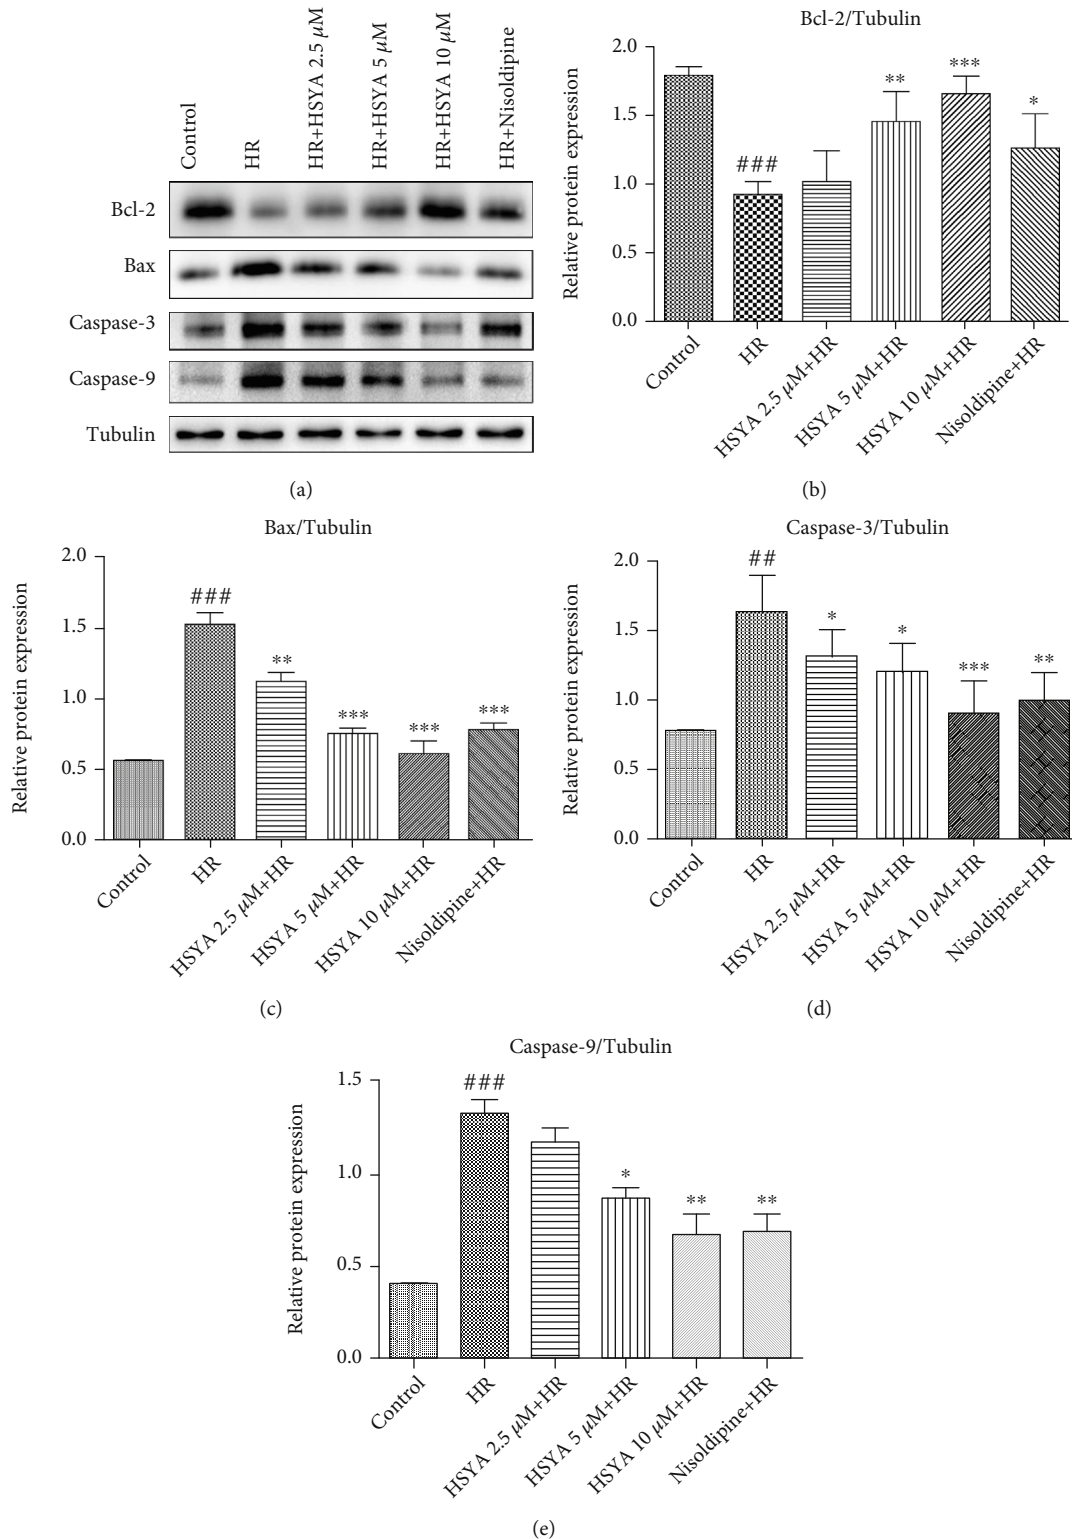 Control
HR
HR+HSYA 2.5 μM
HR+HSYA 5 μM
HR+HSYA 10 μM
HR+Nisoldipine
Bcl-2
Bax
Caspase-3
Caspase-9
Tubulin
(a)
Bcl-2/Tubulin
Relative protein expression
2.0
1.5
1.0
0.5
0.0
###
**
***
*
Control
HR
HSYA 2.5 μM+HR
HSYA 5 μM+HR
HSYA 10 μM+HR
Nisoldipine+HR
(b)
Bax/Tubulin
Relative protein expression
2.0
1.5
1.0
0.5
0.0
###
**
***
***
***
Control
HR
HSYA 2.5 μM+HR
HSYA 5 μM+HR
HSYA 10 μM+HR
Nisoldipine+HR
(c)
Caspase-3/Tubulin
Relative protein expression
2.0
1.5
1.0
0.5
0.0
##
*
*
***
**
Control
HR
HSYA 2.5 μM+HR
HSYA 5 μM+HR
HSYA 10 μM+HR
Nisoldipine+HR
(d)
Caspase-9/Tubulin
Relative protein expression
1.5
1.0
0.5
0.0
###
*
**
**
Control
HR
HSYA 2.5 μM+HR
HSYA 5 μM+HR
HSYA 10 μM+HR
Nisoldipine+HR
(e)